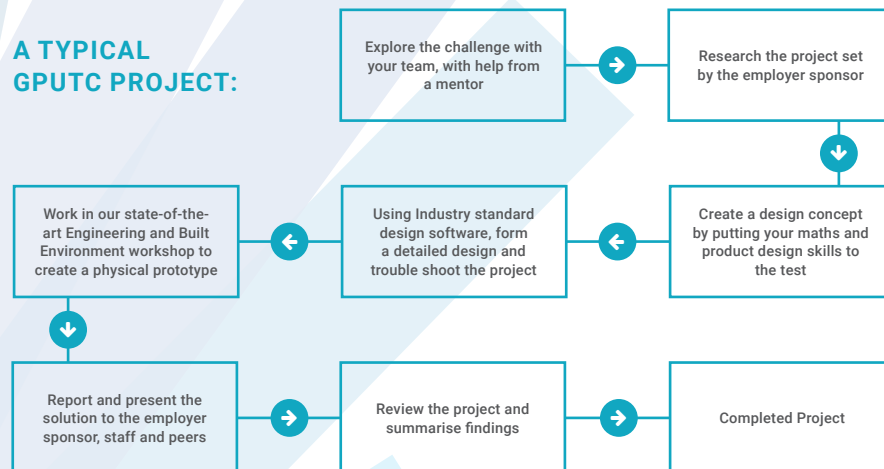 A TYPICAL
GPUTC PROJECT:
Explore the challenge with
your team, with help from
a mentor
Research the project set
by the employer sponsor
Create a design concept
by putting your maths and
product design skills to
the test
Using Industry standard
design software, form
a detailed design and
trouble shoot the project
Work in our state-of-the-
art Engineering and Built
Environment workshop to
create a physical prototype
Report and present the
solution to the employer
sponsor, staff and peers
Review the project and
summarise findings
Completed Project